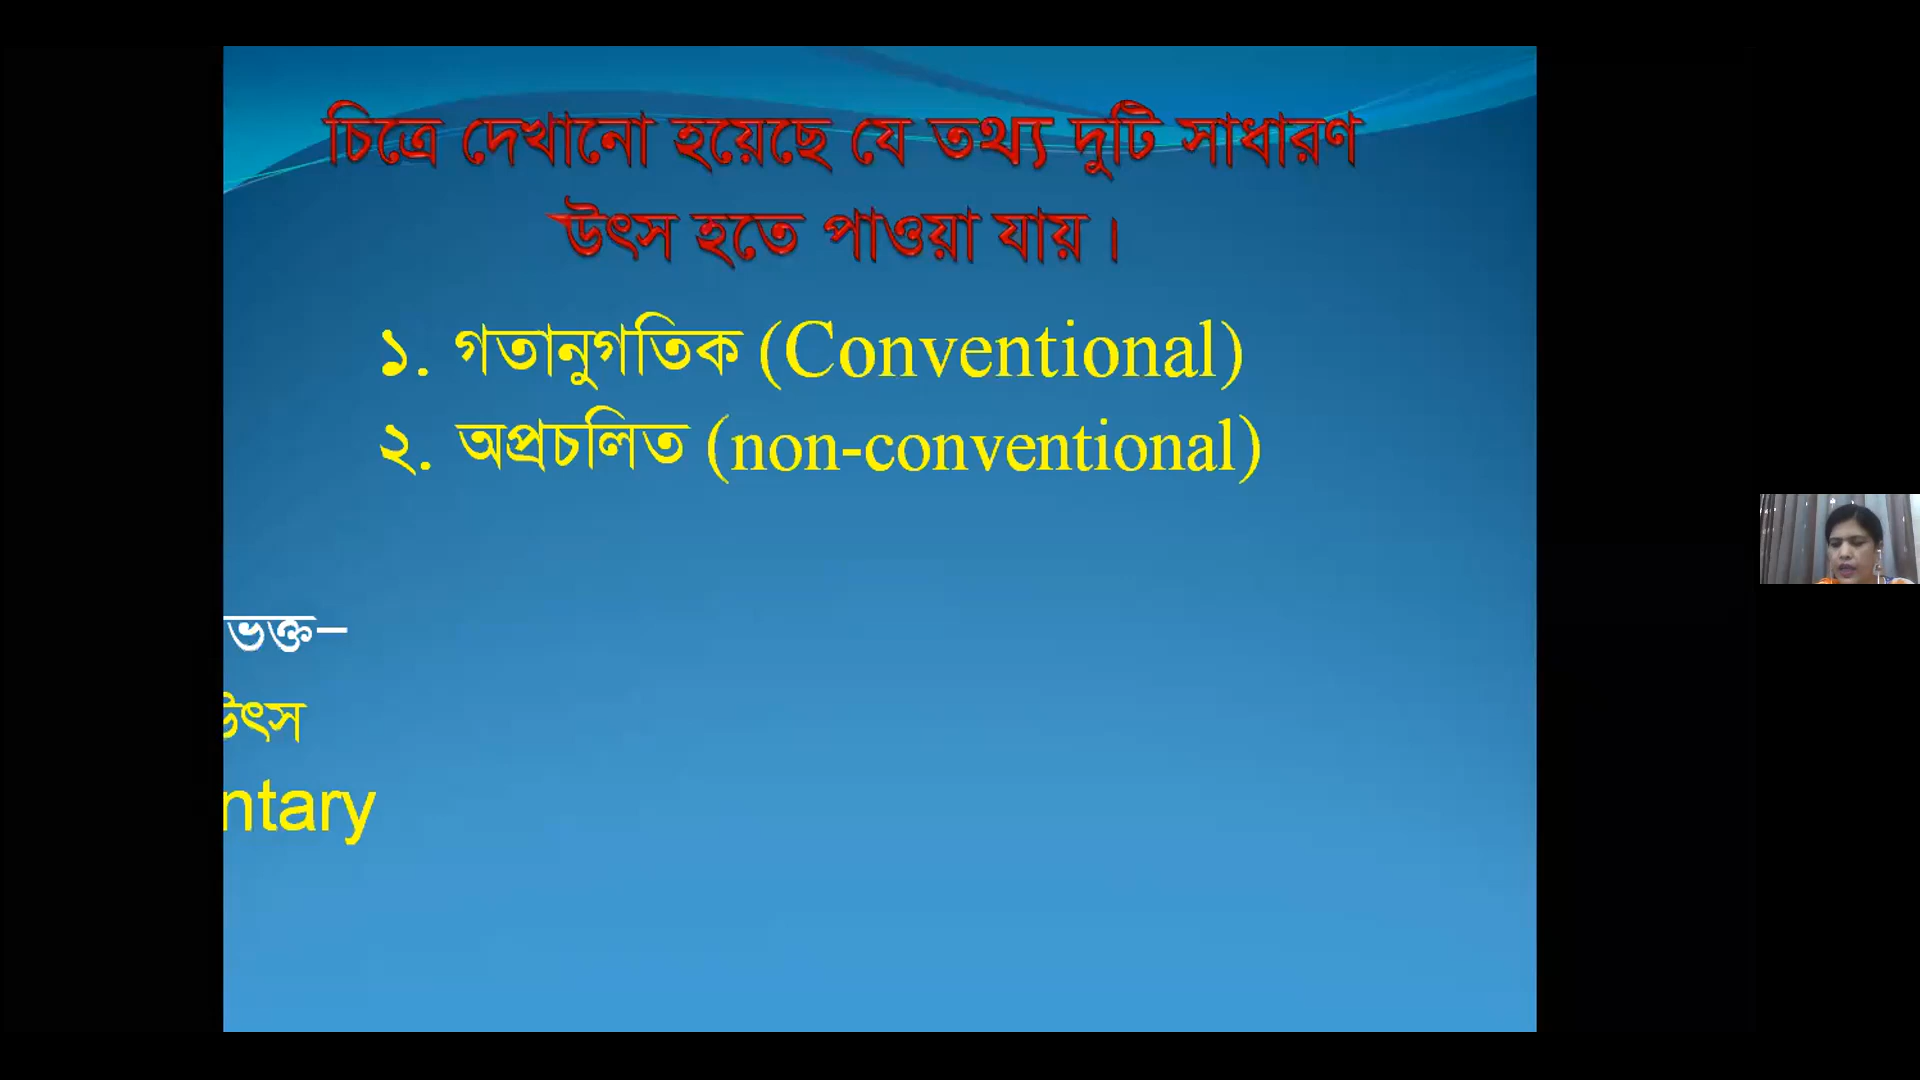 চিত্রে দেখানো হয়েছে যে তথ্য দুটি সাধারণ
উৎস হতে পাওয়া যায়।
১. গতানুগতিক (Conventional)
২. অপ্রচলিত (non-conventional)
ভক্ত–
উৎস
ntary